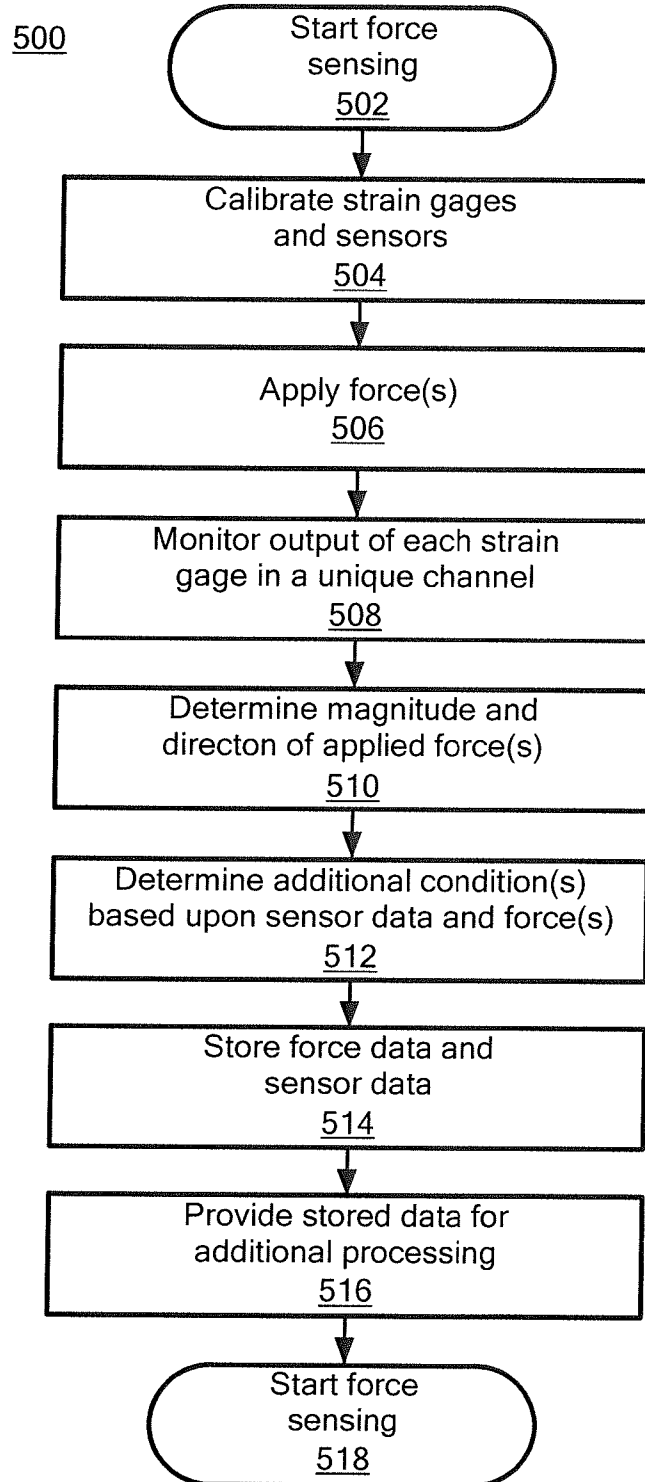 500
Start force
sensing
502
Calibrate strain gages
and sensors
504
Apply force(s)
506
Monitor output of each strain
gage in a unique channel
508
Determine magnitude and
directon of applied force(s)
510
Determine additional condition(s)
based upon sensor data and force(s)
512
Store force data and
sensor data
514
Provide stored data for
additional processing
516
Start force
sensing
518